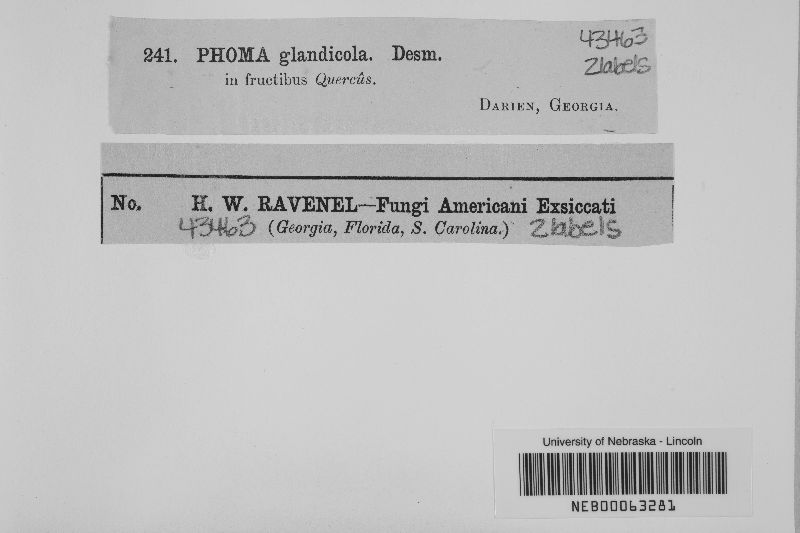 241. PHOMA glandicola. Desm.
43463
2labels
in fructibus Quercûs.
DARIEN, GEORGIA.
No. H. W. RAVENEL—Fungi Americani Exsiccati
43463 (Georgia, Florida, S. Carolina.) 2labels
University of Nebraska - Lincoln
NEB00063281